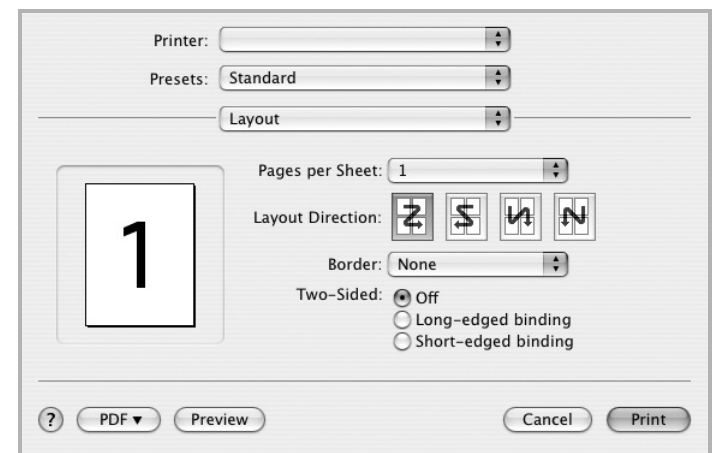 Printer:
Presets: Standard
Layout
Pages per Sheet: 1
Layout Direction:
1
Border: None
Two-Sided: Off
Long-edged binding
Short-edged binding
? PDF▼ Preview Cancel Print